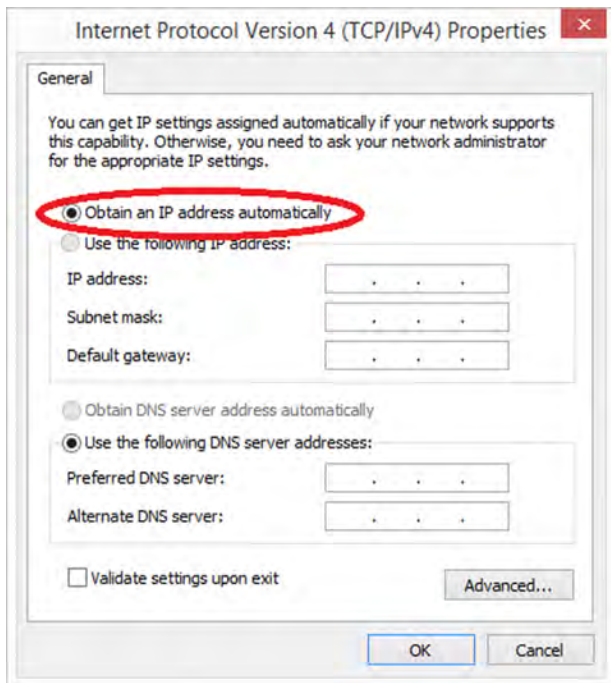 Internet Protocol Version 4 (TCP/IPv4) Properties
General
You can get IP settings assigned automatically if your network supports
this capability. Otherwise, you need to ask your network administrator
for the appropriate IP settings.
Obtain an IP address automatically
Use the following IP address:
IP address:
Subnet mask:
Default gateway:
Obtain DNS server address automatically
Use the following DNS server addresses:
Preferred DNS server:
Alternate DNS server:
Validate settings upon exit
Advanced...
OK Cancel